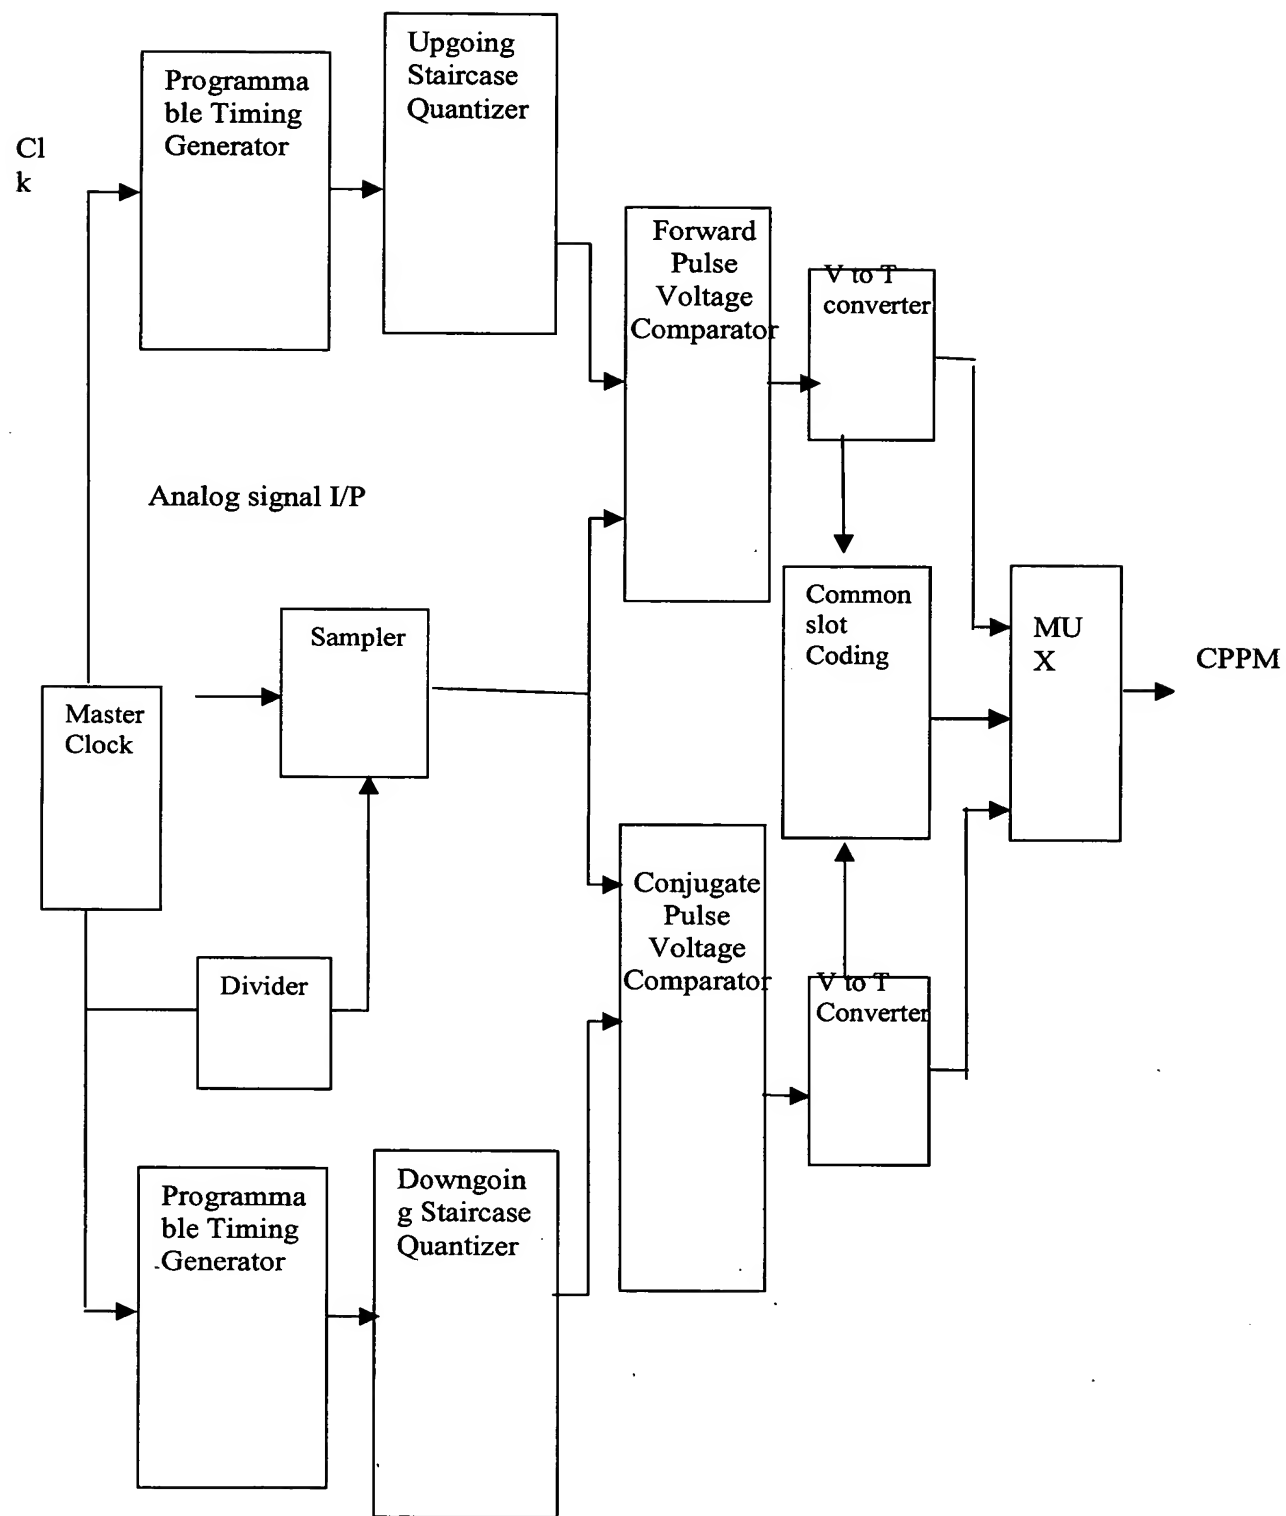 Upgoing
Staircase
Quantizer
Programma
ble Timing
Generator
Cl
k
Forward
Pulse
Voltage
Comparator
V to T
converter
Analog signal I/P
Common
slot
Coding
Sampler
MU
X
CPPM
Master
Clock
Conjugate
Pulse
Voltage
Comparator
Divider
V to T
Converter
Downgoin
g Staircase
Quantizer
Programma
ble Timing
Generator